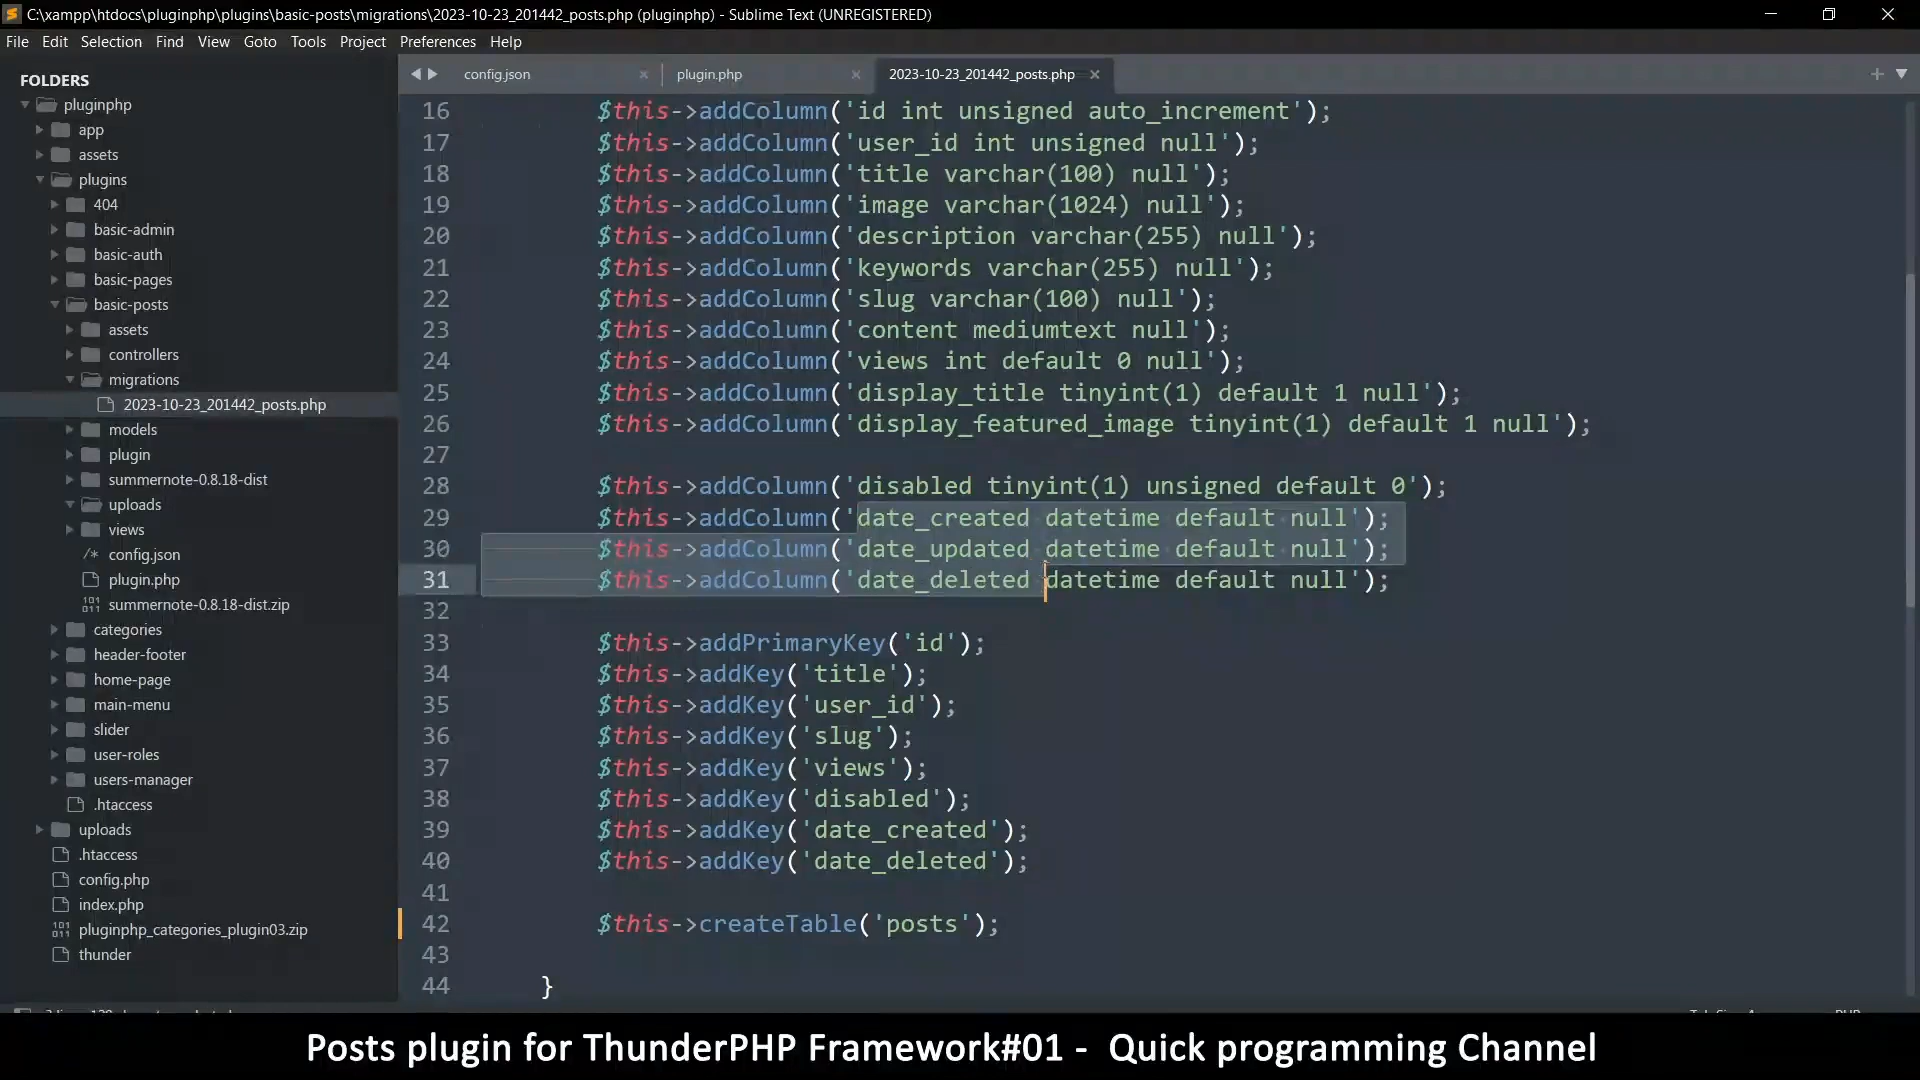 C:\xampp\htdocs\pluginphp\plugins\basic-posts\migrations\2023-10-23_201442_posts.php (pluginphp) - Sublime Text (UNREGISTERED)
File Edit Selection Find View Goto Tools Project Preferences Help
FOLDERS
pluginphp
app
assets
plugins
404
basic-admin
basic-auth
basic-pages
basic-posts
assets
controllers
migrations
2023-10-23_201442_posts.php
models
plugin
summernote-0.8.18-dist
uploads
views
/* config.json
plugin.php
summernote-0.8.18-dist.zip
categories
header-footer
home-page
main-menu
slider
user-roles
users-manager
.htaccess
uploads
.htaccess
config.php
index.php
pluginphp_categories_plugin03.zip
thunder
config.json plugin.php 2023-10-23_201442_posts.php
16 $this->addColumn('id int unsigned auto_increment');
17 $this->addColumn('user_id int unsigned null');
18 $this->addColumn('title varchar(100) null');
19 $this->addColumn('image varchar(1024) null');
20 $this->addColumn('description varchar(255) null');
21 $this->addColumn('keywords varchar(255) null');
22 $this->addColumn('slug varchar(100) null');
23 $this->addColumn('content mediumtext null');
24 $this->addColumn('views int default 0 null');
25 $this->addColumn('display_title tinyint(1) default 1 null');
26 $this->addColumn('display_featured_image tinyint(1) default 1 null');
27
28 $this->addColumn('disabled tinyint(1) unsigned default 0');
29 $this->addColumn('date_created datetime default null');
30 $this->addColumn('date_updated datetime default null');
31 $this->addColumn('date_deleted datetime default null');
32
33 $this->addPrimaryKey('id');
34 $this->addKey('title');
35 $this->addKey('user_id');
36 $this->addKey('slug');
37 $this->addKey('views');
38 $this->addKey('disabled');
39 $this->addKey('date_created');
40 $this->addKey('date_deleted');
41
42 $this->createTable('posts');
43
44 }
Posts plugin for ThunderPHP Framework#01 - Quick programming Channel